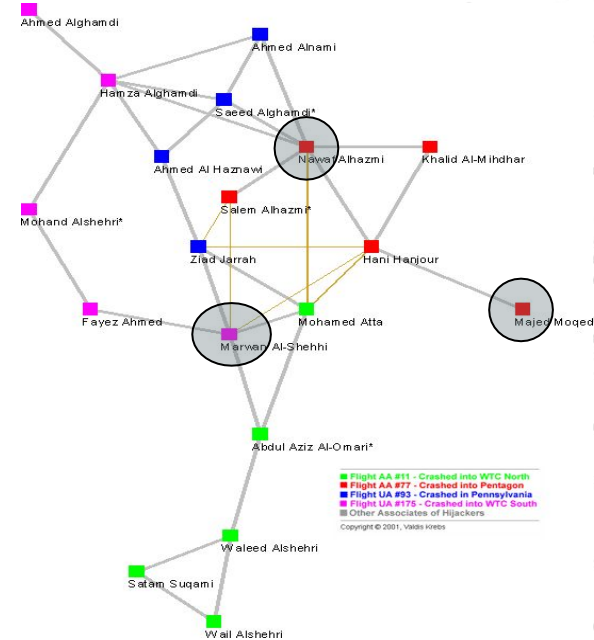 Ahmed Alghamdi
Ahmed Alnami
Hamza Alghamdi
Saeed Alghamdi*
Nawaf Alhazmi
Khalid Al-Mihdhar
Ahmed Al Haznawi
Salem Alhazmi*
Mohand Alshehri*
Ziad Jarrah
Hani Hanjour
Fayez Ahmed
Mohamed Atta
Majed Moqed
Marwan Al-Shehhi
Abdul Aziz Al-Omari*
Flight AA #11 - Crashed into WTC North
Flight AA #77 - Crashed into Pentagon
Flight UA #93 - Crashed in Pennsylvania
Flight UA #175 - Crashed into WTC South
Other Associates of Hijackers
Copyright © 2001, Valdis Krebs
Waleed Alshehri
Satam Suqami
Wail Alshehri